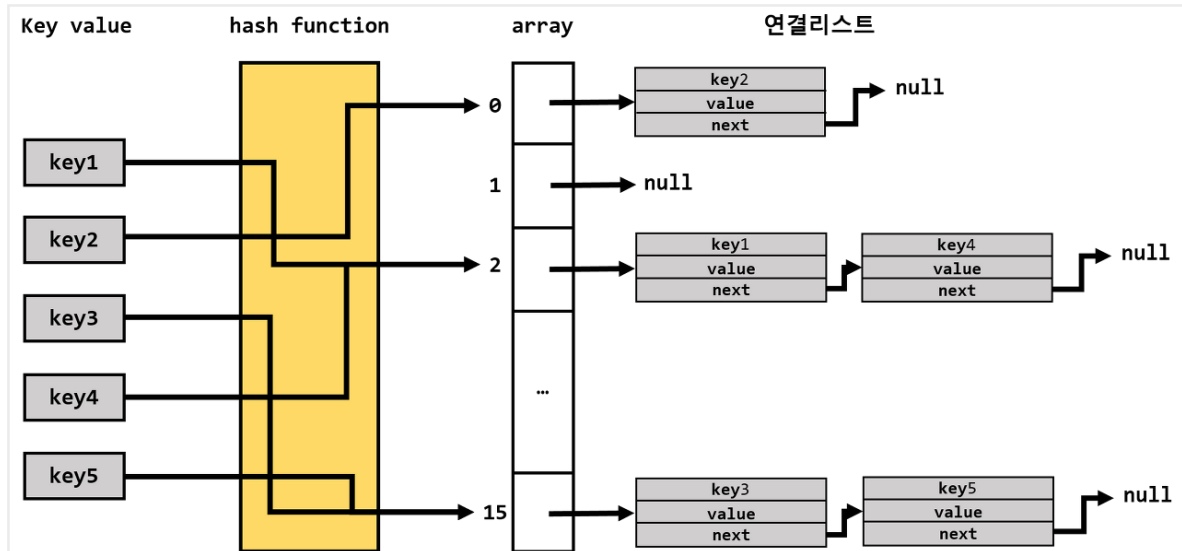 Key value
hash function
array
연결리스트
key1
key2
key3
key4
key5
0
1
2
…
15
key2
value
next
null
null
key1
value
next
key4
value
next
null
key3
value
next
key5
value
next
null